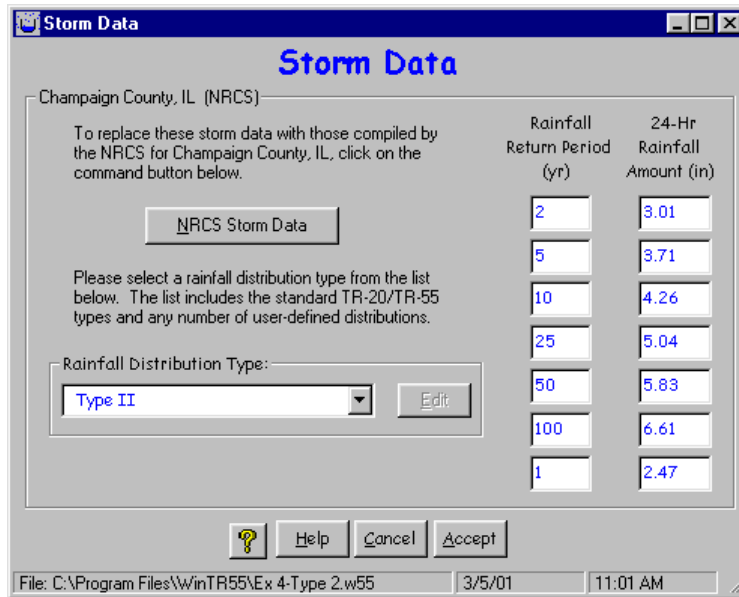 Storm Data
Storm Data
Champaign County, IL (NRCS)
To replace these storm data with those compiled by
the NRCS for Champaign County, IL, click on the
command button below.
NRCS Storm Data
Please select a rainfall distribution type from the list
below. The list includes the standard TR-20/TR-55
types and any number of user-defined distributions.
Rainfall Distribution Type:
Type II
Edit
Rainfall
Return Period
(yr)
24-Hr
Rainfall
Amount (in)
2 3.01
5 3.71
10 4.26
25 5.04
50 5.83
100 6.61
1 2.47
? Help Cancel Accept
File: C:\Program Files\WinTR55\Ex 4-Type 2.w55 3/5/01 11:01 AM